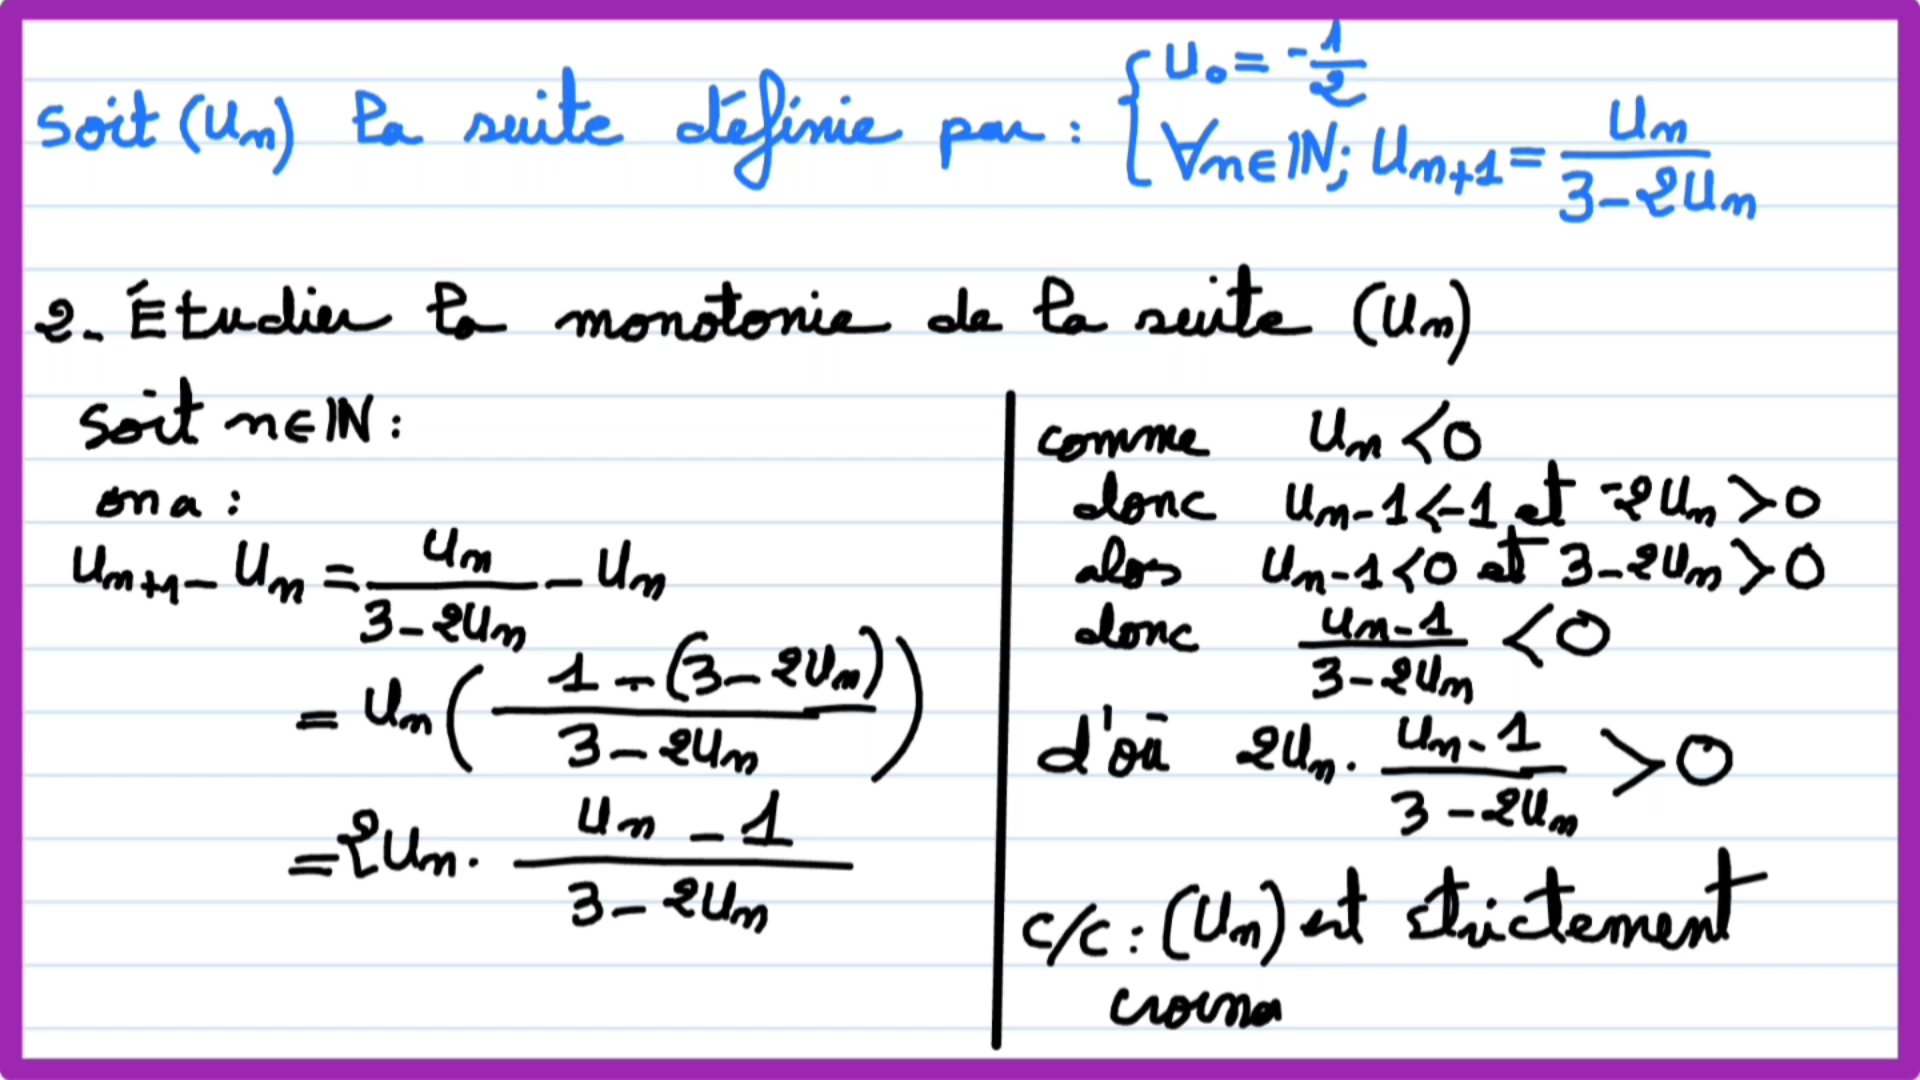 Soit (Un) la suite définie par : { U₀ = -1/2
∀n∈ℕ; Un+1 = Un / (3-2Un)
2. Étudier la monotonie de la suite (Un)
Soit n∈ℕ :
on a :
Un+1 - Un = Un / (3-2Un) - Un
= Un ( (1-(3-2Un)) / (3-2Un) )
= 2Un . (Un-1) / (3-2Un)
comme Un < 0
donc Un-1 < -1 et -2Un > 0
alos Un-1 < 0 et 3-2Un > 0
donc (Un-1) / (3-2Un) < 0
d'où 2Un . (Un-1) / (3-2Un) > 0
c/c : (Un) est strictement
croissa